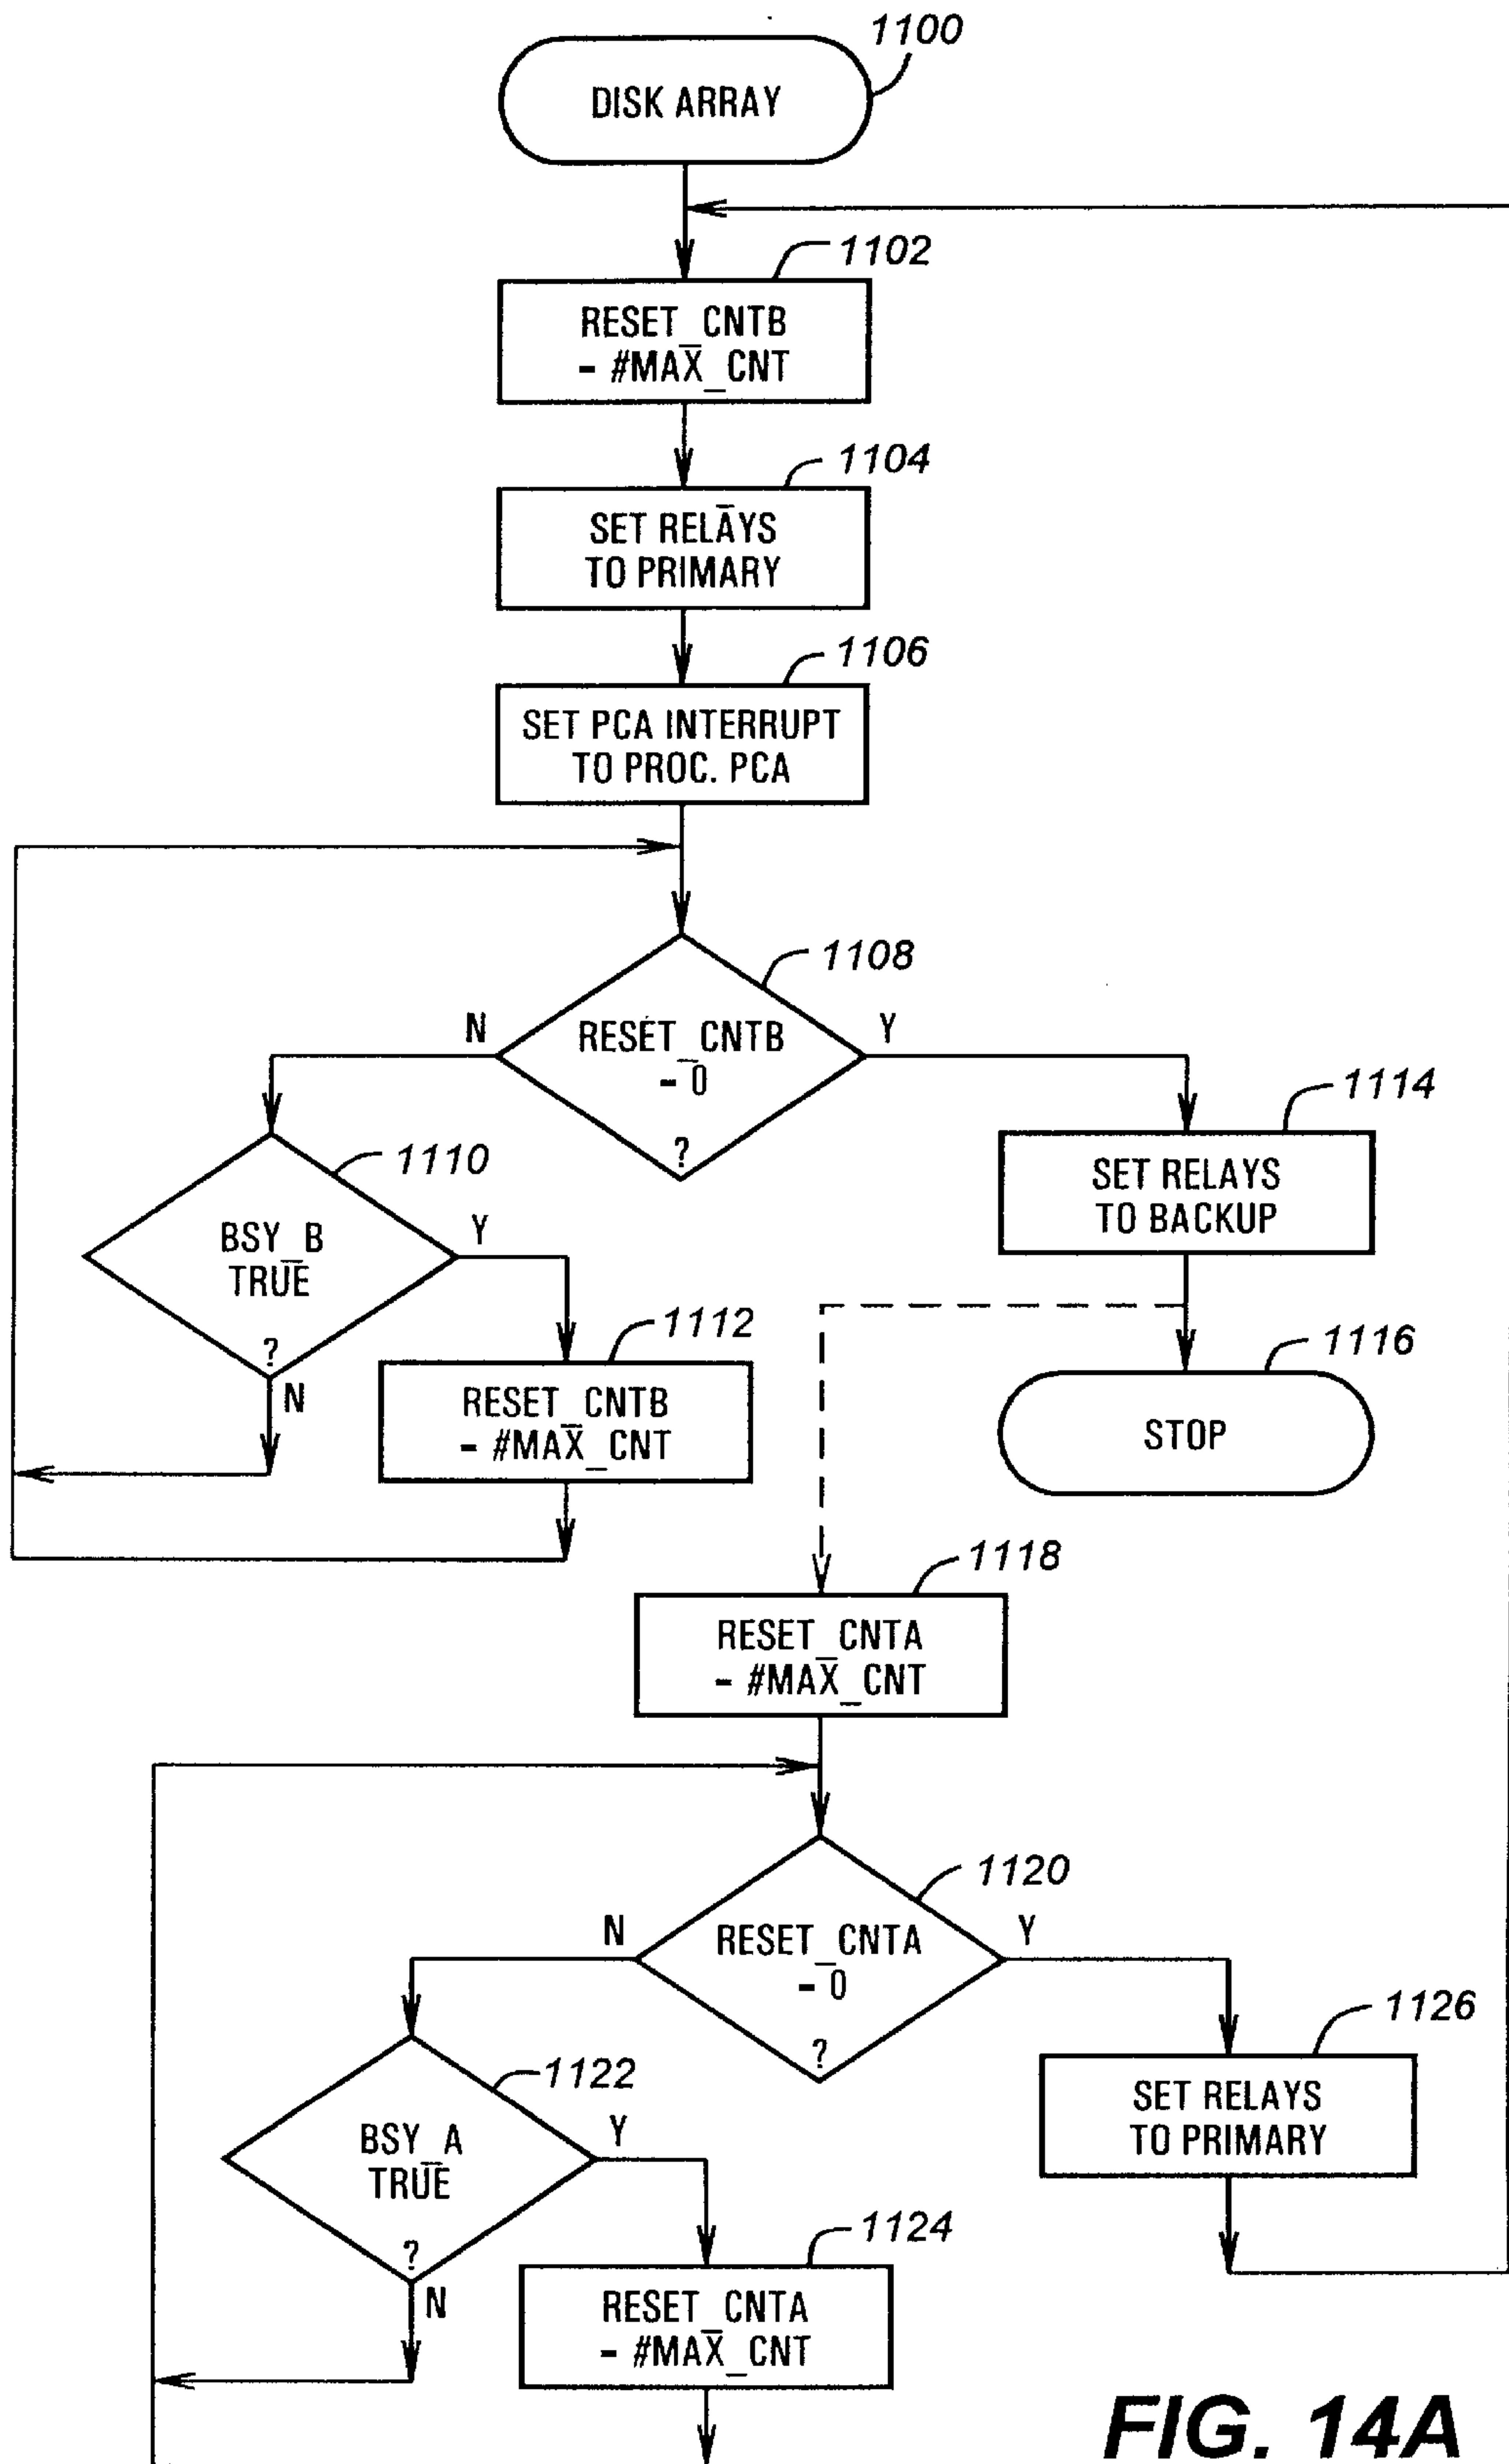 1100
DISK ARRAY
1102
RESET_CNTB
- #MAX_CNT
1104
SET RELAYS
TO PRIMARY
1106
SET PCA INTERRUPT
TO PROC. PCA
1108
N
RESET_CNTB
- 0
?
Y
1110
BSY_B
TRUE
?
Y
N
1112
RESET_CNTB
- #MAX_CNT
1114
SET RELAYS
TO BACKUP
1116
STOP
1118
RESET_CNTA
- #MAX_CNT
1120
N
RESET_CNTA
- 0
?
Y
1122
BSY_A
TRUE
?
Y
N
1124
RESET_CNTA
- #MAX_CNT
1126
SET RELAYS
TO PRIMARY
FIG. 14A